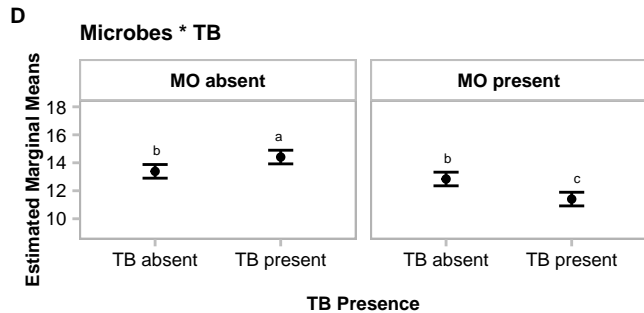 D
Microbes * TB
MO absent
MO present
Estimated Marginal Means
18
16
14
12
10
b
a
b
c
TB absent
TB present
TB absent
TB present
TB Presence